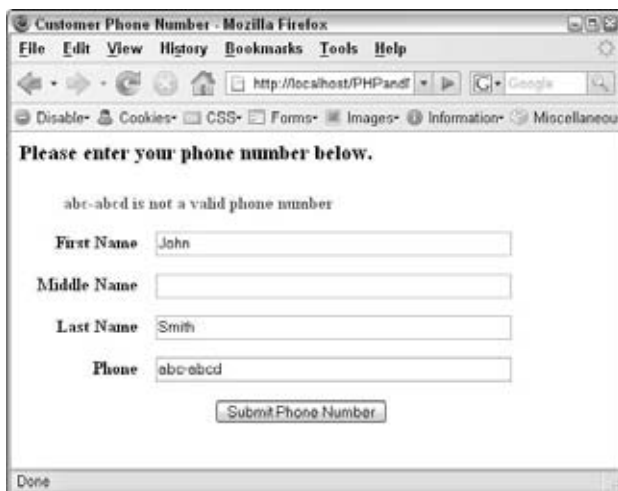 Customer Phone Number - Mozilla Firefox
File Edit View History Bookmarks Tools Help
http://localhost/PHPandM Google
Disable Cookies CSS Forms Images Information Miscellaneou
Please enter your phone number below.
abc-abcd is not a valid phone number
First Name John
Middle Name
Last Name Smith
Phone abc-abcd
Submit Phone Number
Done